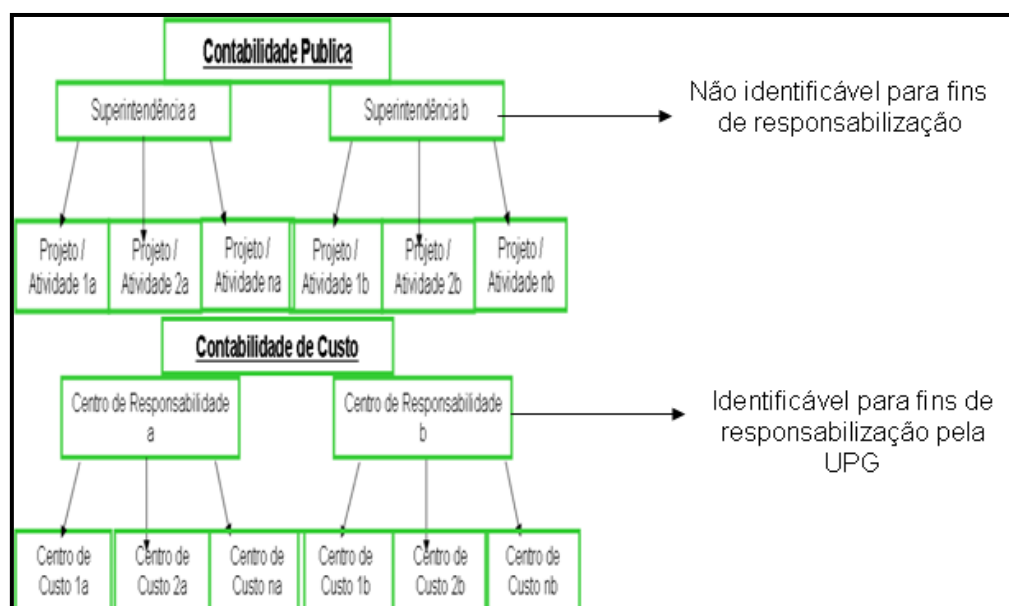 Contabilidade Publica
Superintendência a
Superintendência b
Não identificável para fins
de responsabilização
Projeto /
Atividade 1a
Projeto /
Atividade 2a
Projeto /
Atividade na
Projeto /
Atividade 1b
Projeto /
Atividade 2b
Projeto /
Atividade nb
Contabilidade de Custo
Centro de Responsabilidade
a
Centro de Responsabilidade
b
Identificável para fins de
responsabilização pela
UPG
Centro de
Custo 1a
Centro de
Custo 2a
Centro de
Custo na
Centro de
Custo 1b
Centro de
Custo 2b
Centro de
Custo nb